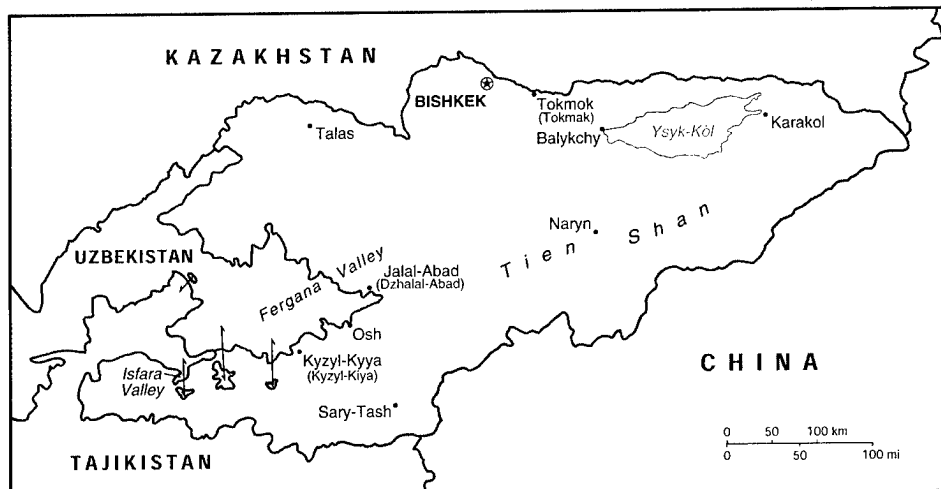 KAZAKHSTAN
BISHKEK
Tokmok
(Tokmak)
Talas
Balykchy
Ysyk-Köl
Karakol
Naryn
Tien Shan
UZBEKISTAN
Fergana Valley
Jalal-Abad
(Dzhalal-Abad)
Osh
Isfara
Valley
Kyzyl-Kyya
(Kyzyl-Kiya)
CHINA
Sary-Tash
TAJIKISTAN
0 50 100 km
0 50 100 mi